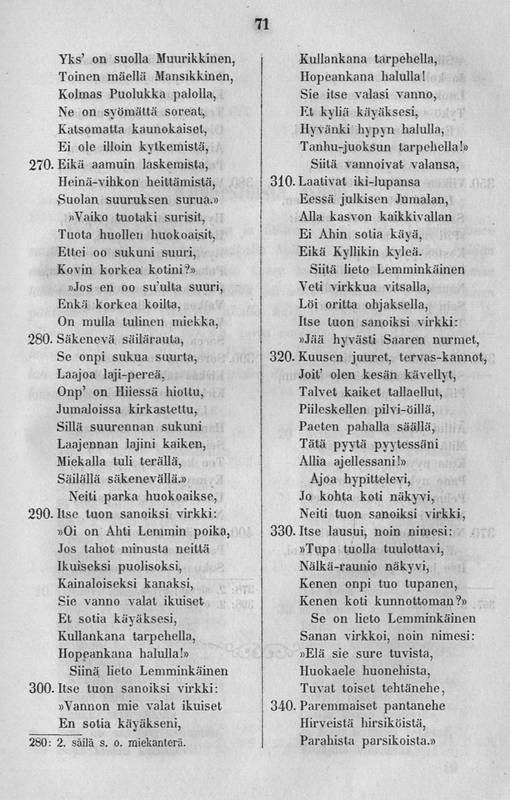 71
Yks' on suolla Muurikkinen,
Toinen mäellä Mansikkinen,
Kolmas Puolukka palolla,
Ne on syömättä soreat,
Katsomatta kaunokaiset,
Ei ole illoin kytkemistä,
270. Eikä aamuin laskemista,
Heinä-vihkon heittämistä,
Suolan suuruksen surua.»
»Vaiko tuotaki surisit,
Tuota huollen huokoaisit,
Ettei oo sukuni suuri,
Kovin korkea kotini?»
»Jos en oo su'ulta suuri,
Enkä korkea koilta,
On mulla tulinen miekka,
280. Säkenevä säilärauta,
Se onpi sukua suurta,
Laajoa laji-pereä,
Onp' on Hiiessä hiottu,
Jumaloissa kirkastettu,
Sillä suurennan sukuni
Laajennan lajini kaiken,
Miekalla tuli terällä,
Säilällä säkenevällä.»
Neiti parka huokoaikse,
290. Itse tuon sanoiksi virkki:
»Oi on Ahti Lemmin poika,
Jos tahot minusta neittä
Ikuiseksi puolisoksi,
Kainaloiseksi kanaksi,
Sie vanno valat ikuiset
Et sotia käyäksesi,
Kullankana tarpehella,
Hopeankana halulla!»
Siinä lieto Lemminkäinen
300. Itse tuon sanoiksi virkki:
»Vannon mie valat ikuiset
En sotia käyäkseni,
280: 2. säilä s. o. miekanterä.
Kullankana tarpehella,
Hopeankana halulla!
Sie itse valasi vanno,
Et kyliä käyäksesi,
Hyvänki hypyn halulla,
Tanhu-juoksun tarpehella!»
Siitä vannoivat valansa,
310. Laativat iki-lupansa
Eessä julkisen Jumalan,
Alla kasvon kaikkivallan
Ei Ahin sotia käyä,
Eikä Kyllikin kyleä.
Siitä lieto Lemminkäinen
Veti virkkua vitsalla,
Löi oritta ohjaksella,
Itse tuon sanoiksi virkki:
»Jää hyvästi Saaren nurmet,
320. Kuusen juuret, tervas-kannot,
Joit' olen kesän kävellyt,
Talvet kaiket tallaellut,
Piileskellen pilvi-öillä,
Paeten pahalla säällä,
Tätä pyytä pyytessäni
Allia ajellessani!»
Ajoa hypittelevi,
Jo kohta koti näkyvi,
Neiti tuon sanoiksi virkki,
330. Itse lausui, noin nimesi:
»Tupa tuolla tuulottavi,
Nälkä-raunio näkyvi,
Kenen onpi tuo tupanen,
Kenen koti kunnottoman?»
Se on lieto Lemminkäinen
Sanan virkkoi, noin nimesi:
»Elä sie sure tuvista,
Huokaele huonehista,
Tuvat toiset tehtänehe,
340. Paremmaiset pantanehe
Hirveistä hirsiköistä,
Parahista parsikoista.»